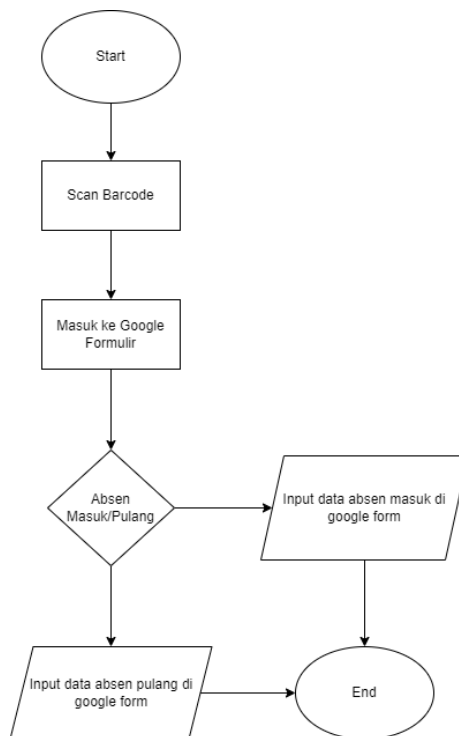 Start
Scan Barcode
Masuk ke Google
Formulir
Absen
Masuk/Pulang
Input data absen masuk di
google form
Input data absen pulang di
google form
End